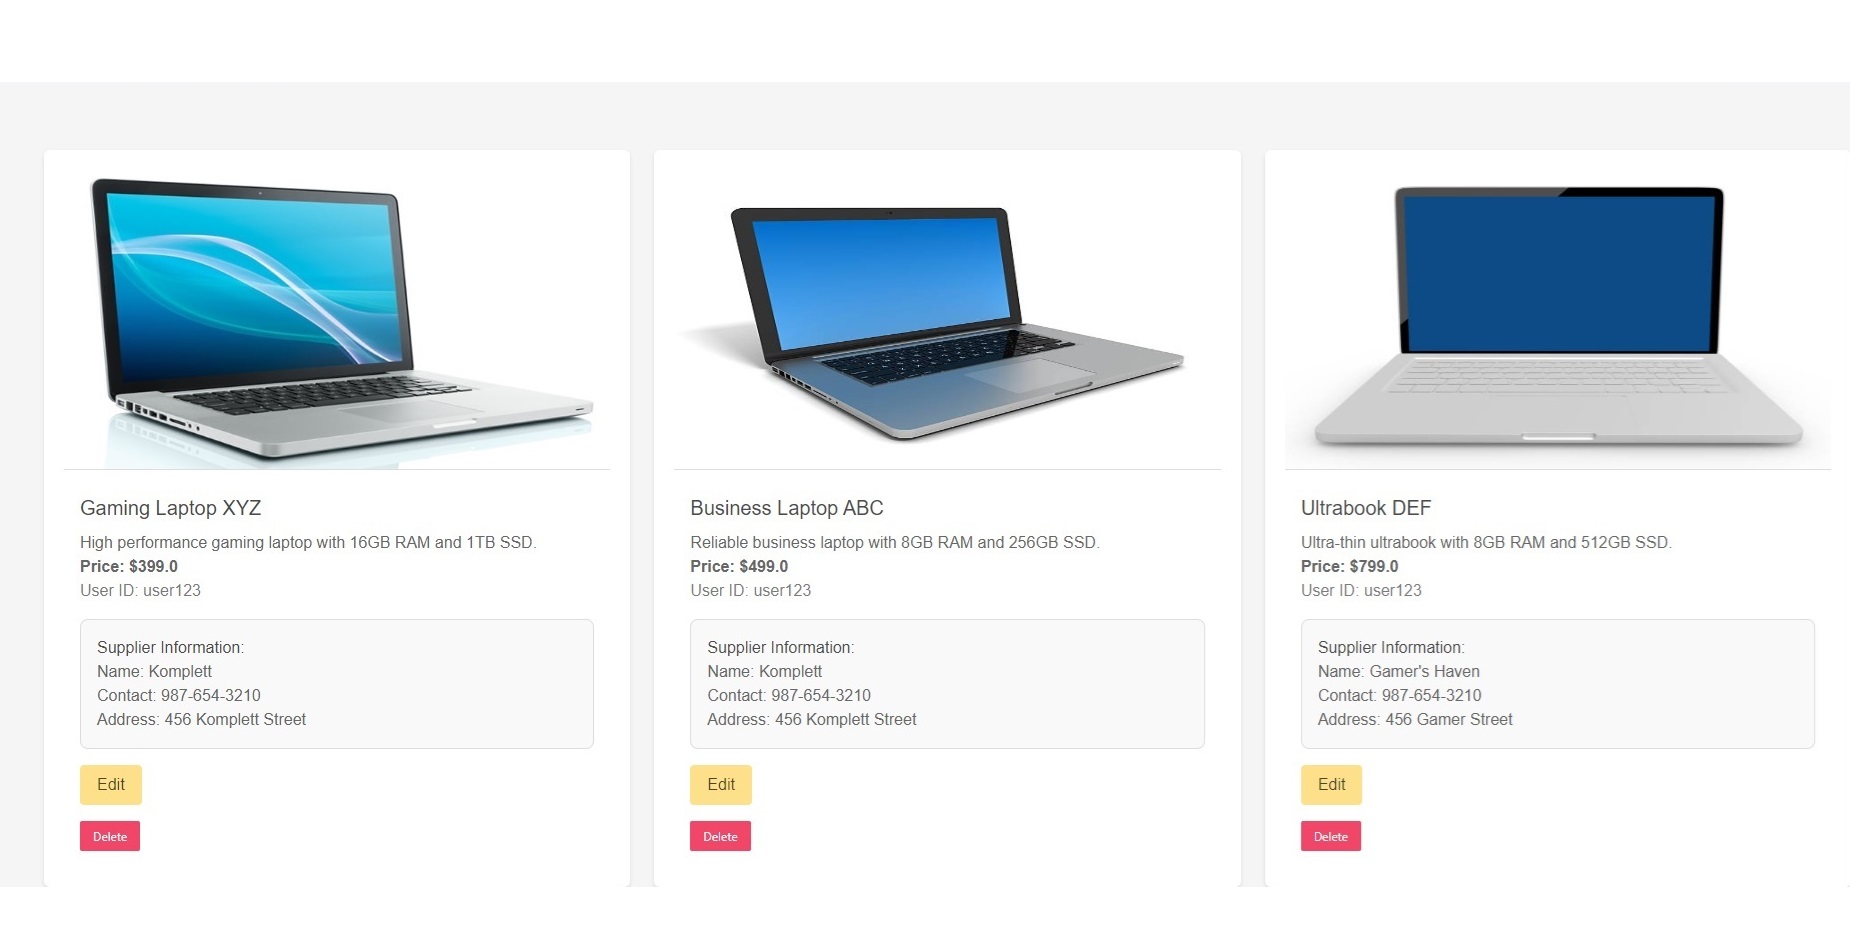 Gaming Laptop XYZ
High performance gaming laptop with 16GB RAM and 1TB SSD.
Price: $399.0
User ID: user123
Supplier Information:
Name: Komplett
Contact: 987-654-3210
Address: 456 Komplett Street
Edit
Delete
Business Laptop ABC
Reliable business laptop with 8GB RAM and 256GB SSD.
Price: $499.0
User ID: user123
Supplier Information:
Name: Komplett
Contact: 987-654-3210
Address: 456 Komplett Street
Edit
Delete
Ultrabook DEF
Ultra-thin ultrabook with 8GB RAM and 512GB SSD.
Price: $799.0
User ID: user123
Supplier Information:
Name: Gamer's Haven
Contact: 987-654-3210
Address: 456 Gamer Street
Edit
Delete